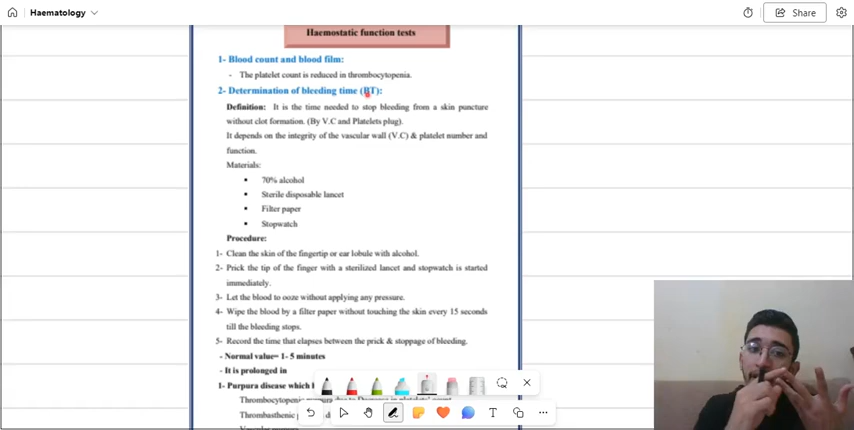 Haematology
Share
Haemostatic function tests
1- Blood count and blood film:
- The platelet count is reduced in thrombocytopenia.
2- Determination of bleeding time (BT):
Definition: It is the time needed to stop bleeding from a skin puncture
without clot formation. (By V.C and Platelets plug).
It depends on the integrity of the vascular wall (V.C) & platelet number and
function.
Materials:
• 70% alcohol
• Sterile disposable lancet
• Filter paper
• Stopwatch
Procedure:
1- Clean the skin of the fingertip or ear lobule with alcohol.
2- Prick the tip of the finger with a sterilized lancet and stopwatch is started
immediately.
3- Let the blood to ooze without applying any pressure.
4- Wipe the blood by a filter paper without touching the skin every 15 seconds
till the bleeding stops.
5- Record the time that elapses between the prick & stoppage of bleeding.
- Normal value= 1- 5 minutes
- It is prolonged in
1- Purpura disease which
Thrombocytopenic purpura due to Decrease in platelets' count
Thrombasthenic